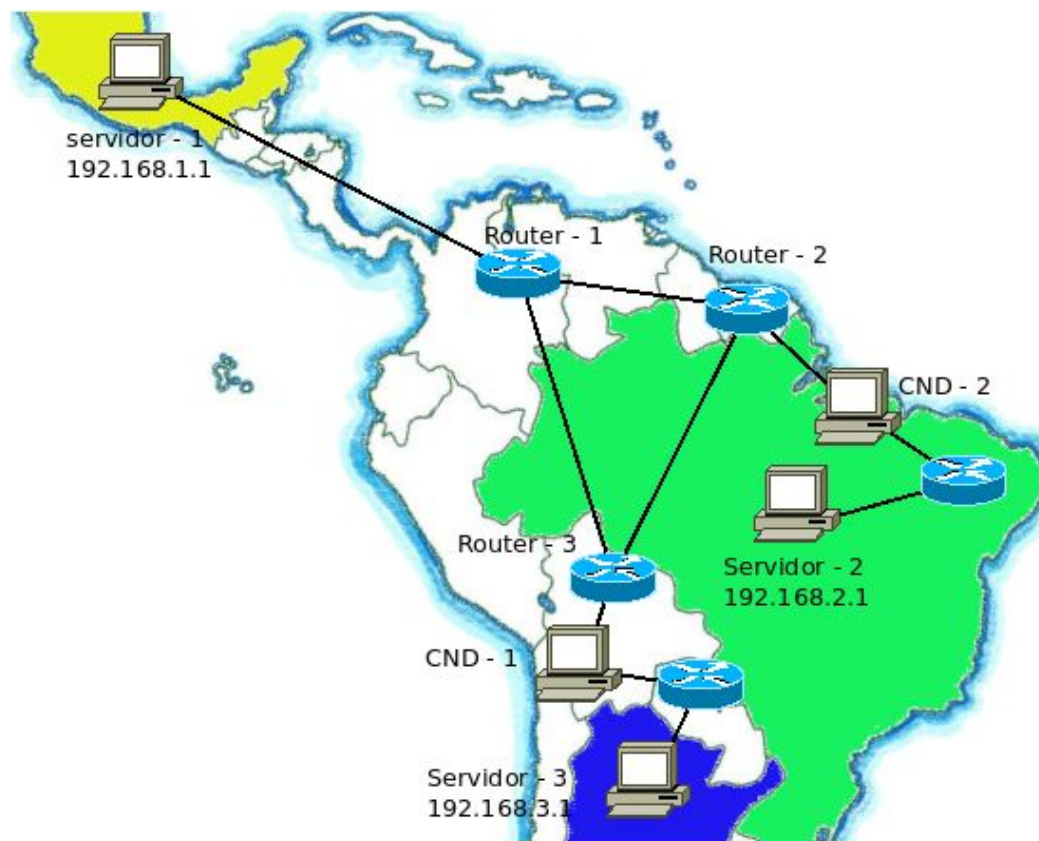 servidor - 1
192.168.1.1
Router - 1
Router - 2
CND - 2
Router - 3
Servidor - 2
192.168.2.1
CND - 1
Servidor - 3
192.168.3.1